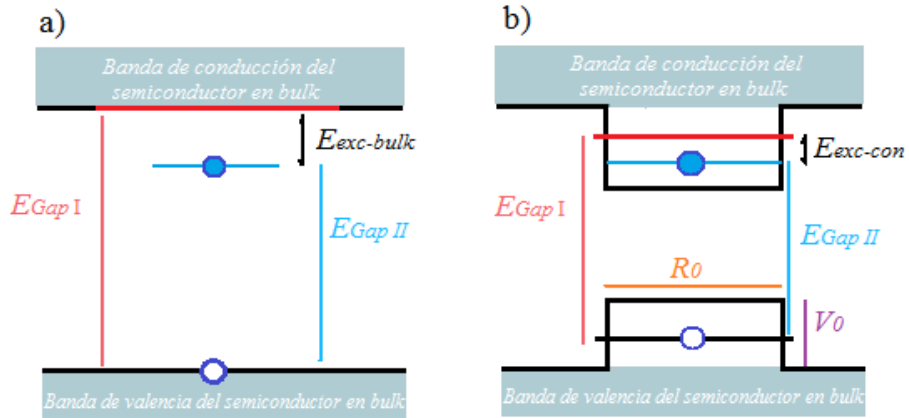 a)
Banda de conducción del
semiconductor en bulk
Eexc-bulk
EGap I
EGap II
Banda de valencia del semiconductor en bulk
b)
Banda de conducción del
semiconductor en bulk
Eexc-con
EGap I
EGap II
R0
V0
Banda de valencia del semiconductor en bulk